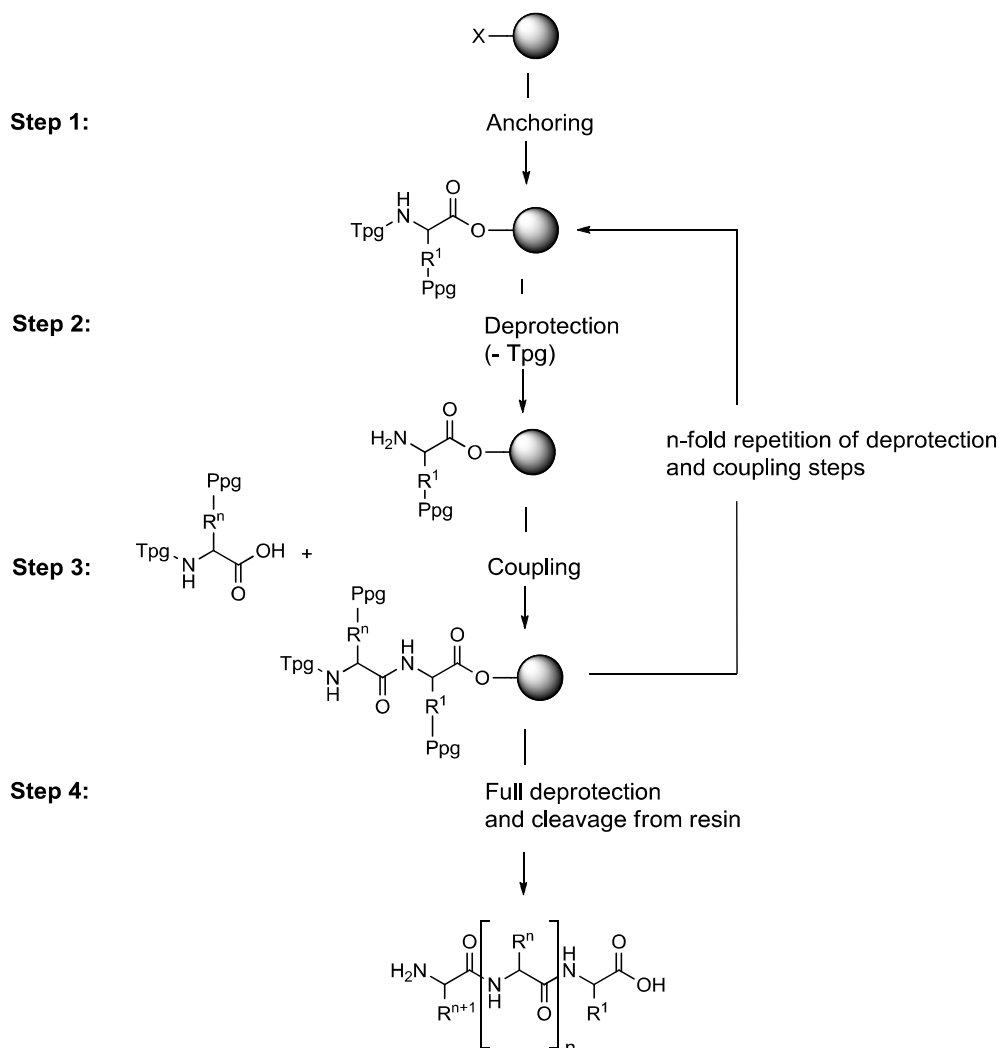 X
Step 1:
Anchoring
O
H
N
Tpg
O
R¹
Ppg
Step 2:
Deprotection
(- Tpg)
O
H₂N
O
R¹
Ppg
n-fold repetition of deprotection
and coupling steps
Ppg
Rⁿ
Tpg
N
H
OH
O
+
Step 3:
Coupling
Ppg
Rⁿ
H
N
O
Tpg
N
H
O
O
R¹
Ppg
Step 4:
Full deprotection
and cleavage from resin
O
Rⁿ
H
N
O
H₂N
N
H
O
OH
Rⁿ⁺¹
R¹
n